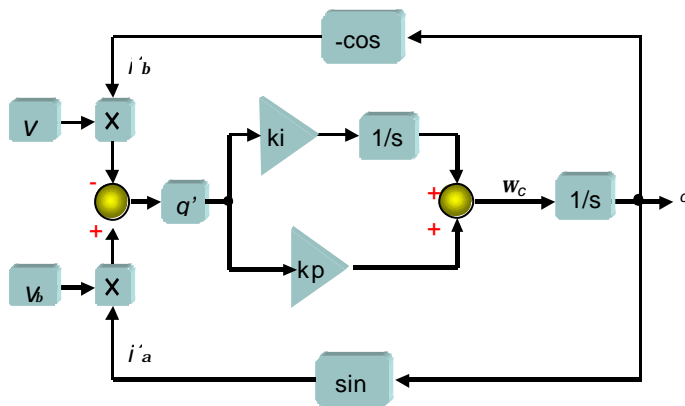 -cos
i´b
v
X
ki
1/s
-
q'
+
+
wc
1/s
+
kp
vb
X
i´a
sin